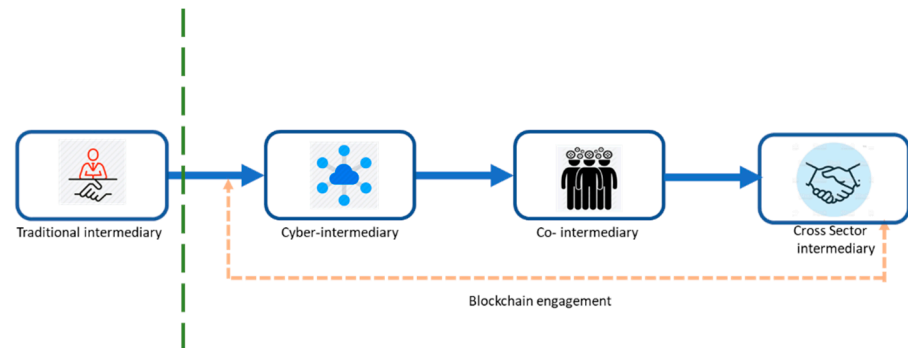 Traditional intermediary
Cyber-intermediary
Co- intermediary
Cross Sector
intermediary
Blockchain engagement